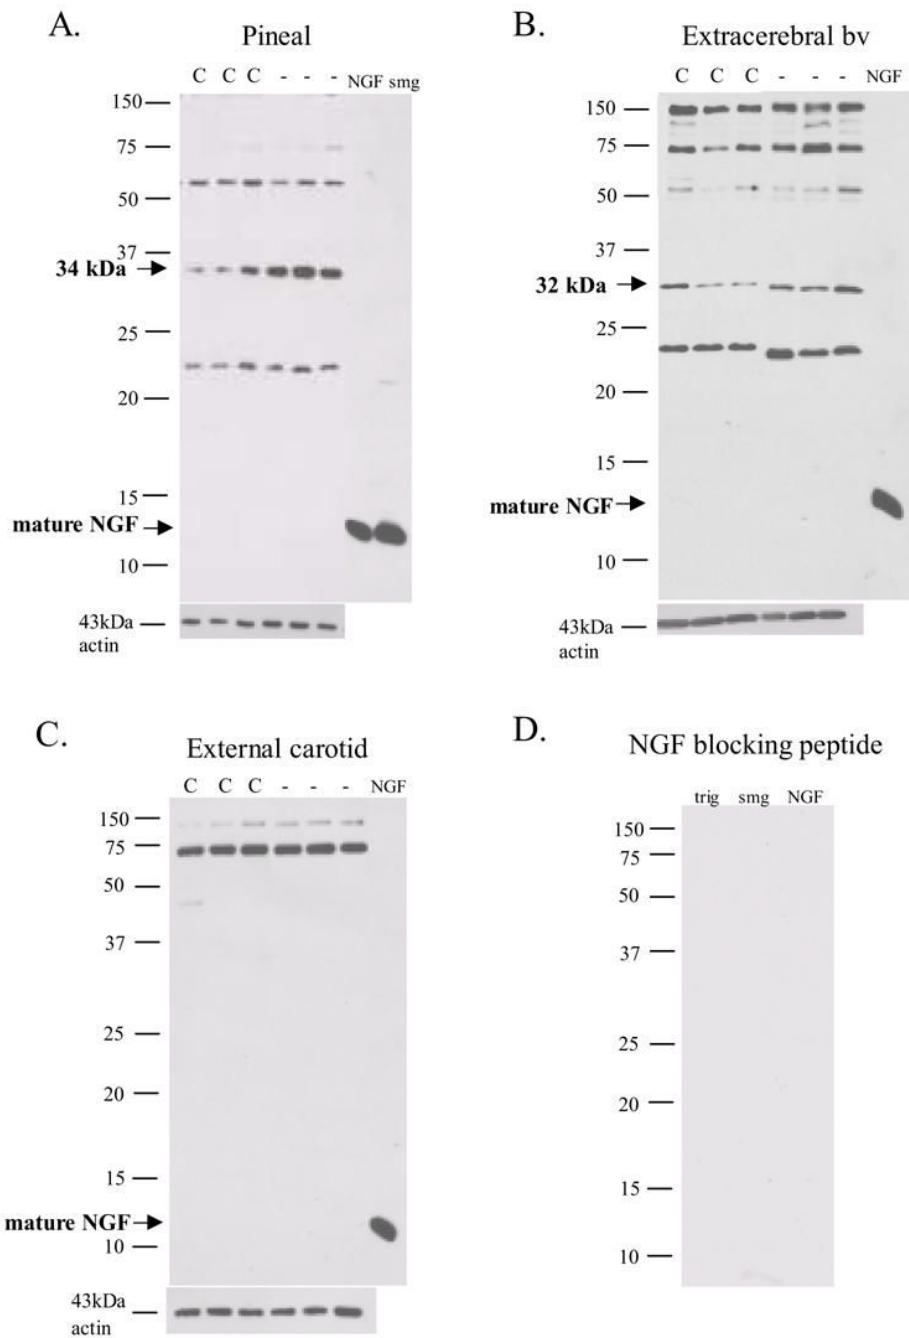 A.
Pineal
C C C - - - NGF smg
150
75
50
37
34 kDa
25
20
15
mature NGF
10
43kDa
actin
B.
Extracerebral bv
C C C - - - NGF
150
75
50
37
32 kDa
25
20
15
mature NGF
10
43kDa
actin
C.
External carotid
C C C - - - NGF
150
75
50
37
25
20
15
mature NGF
10
43kDa
actin
D.
NGF blocking peptide
trig smg NGF
150
75
50
37
25
20
15
10